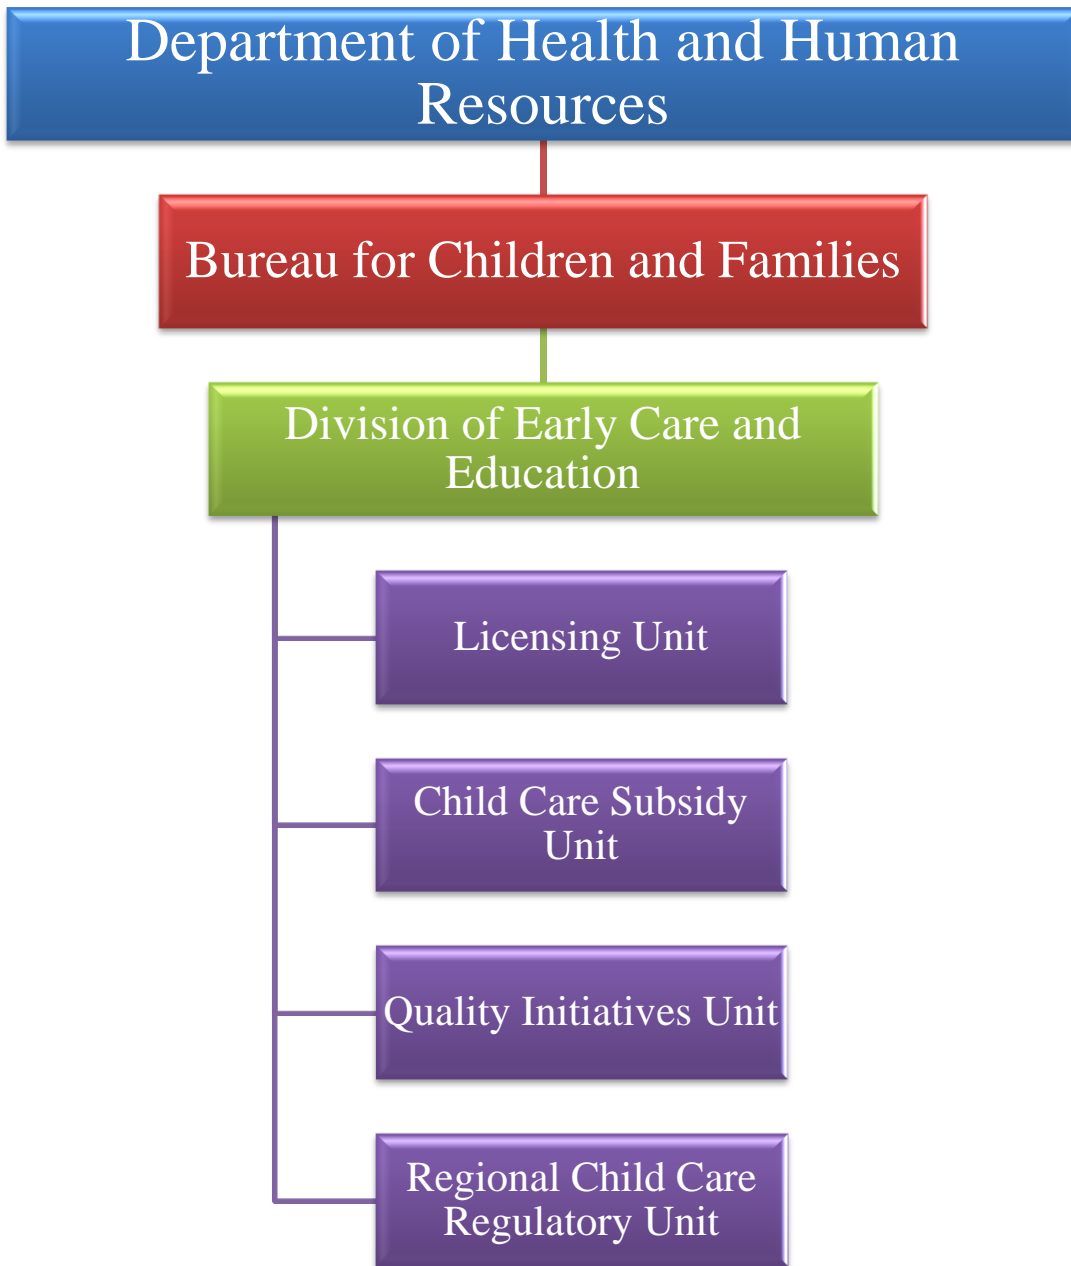 Department of Health and Human
Resources
Bureau for Children and Families
Division of Early Care and
Education
Licensing Unit
Child Care Subsidy
Unit
Quality Initiatives Unit
Regional Child Care
Regulatory Unit